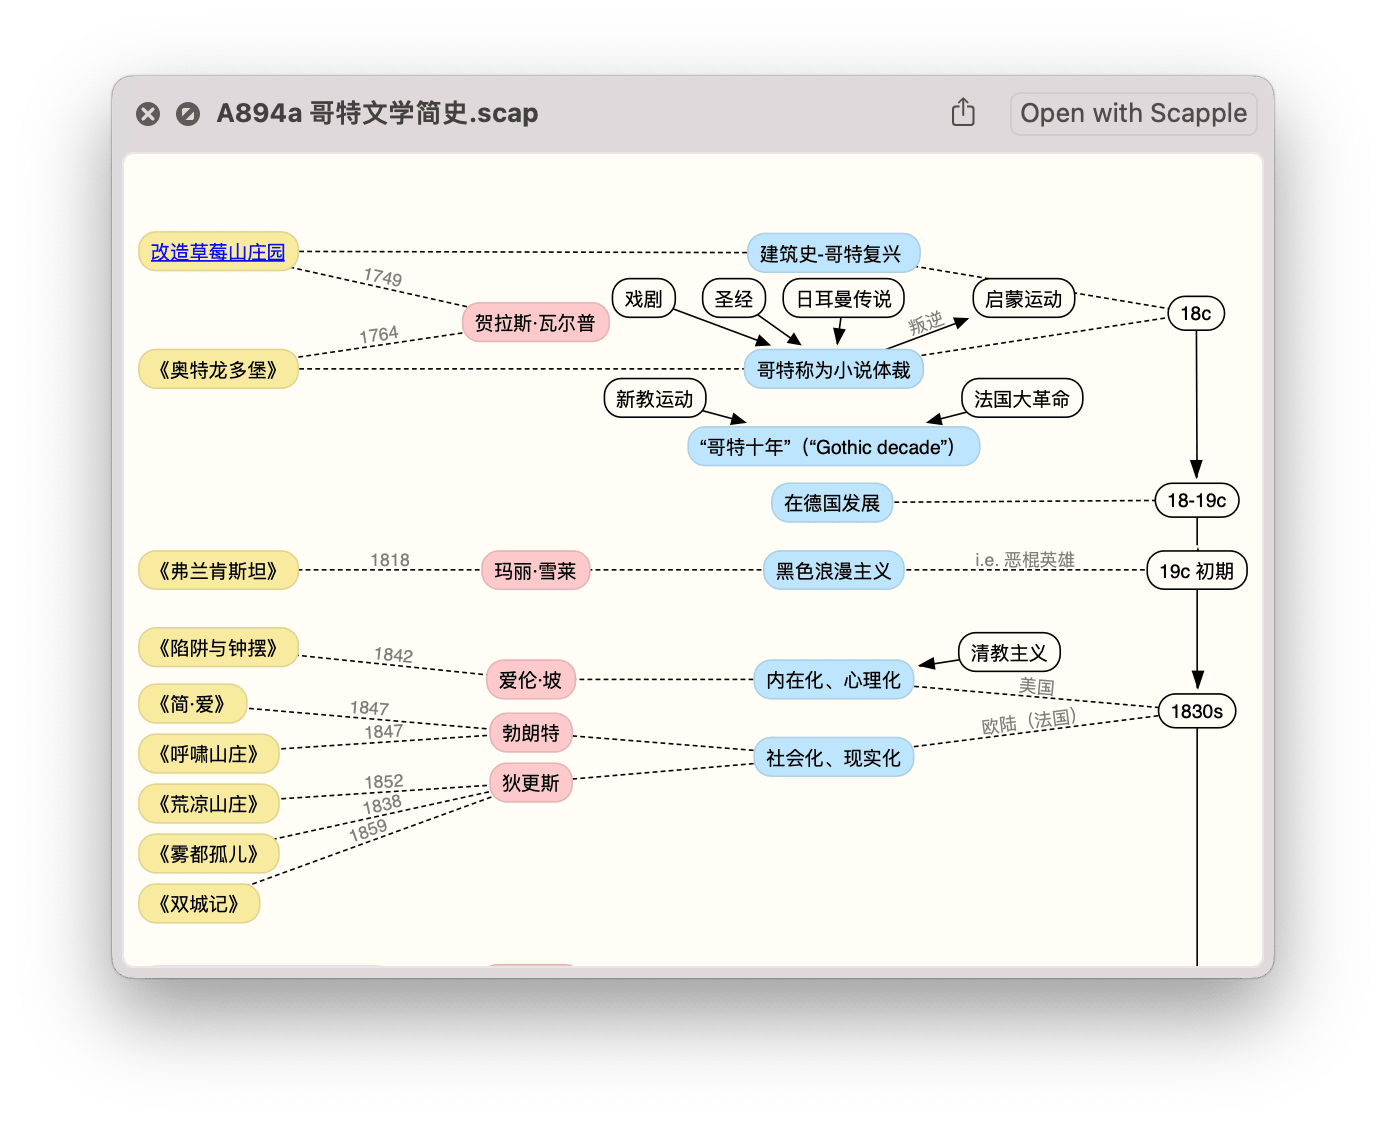 A894a 哥特文学简史.scap
Open with Scapple
改造草莓山庄园
建筑史-哥特复兴
1749
戏剧
圣经
日耳曼传说
启蒙运动
贺拉斯·瓦尔普
18c
1764
叛逆
《奥特龙多堡》
哥特称为小说体裁
新教运动
法国大革命
“哥特十年”（“Gothic decade”）
在德国发展
18-19c
《弗兰肯斯坦》
1818
玛丽·雪莱
黑色浪漫主义
i.e. 恶棍英雄
19c 初期
《陷阱与钟摆》
1842
爱伦·坡
内在化、心理化
清教主义
美国
1830s
《简·爱》
1847
勃朗特
欧陆（法国）
《呼啸山庄》
1847
社会化、现实化
狄更斯
《荒凉山庄》
1852
1838
《雾都孤儿》
1859
《双城记》